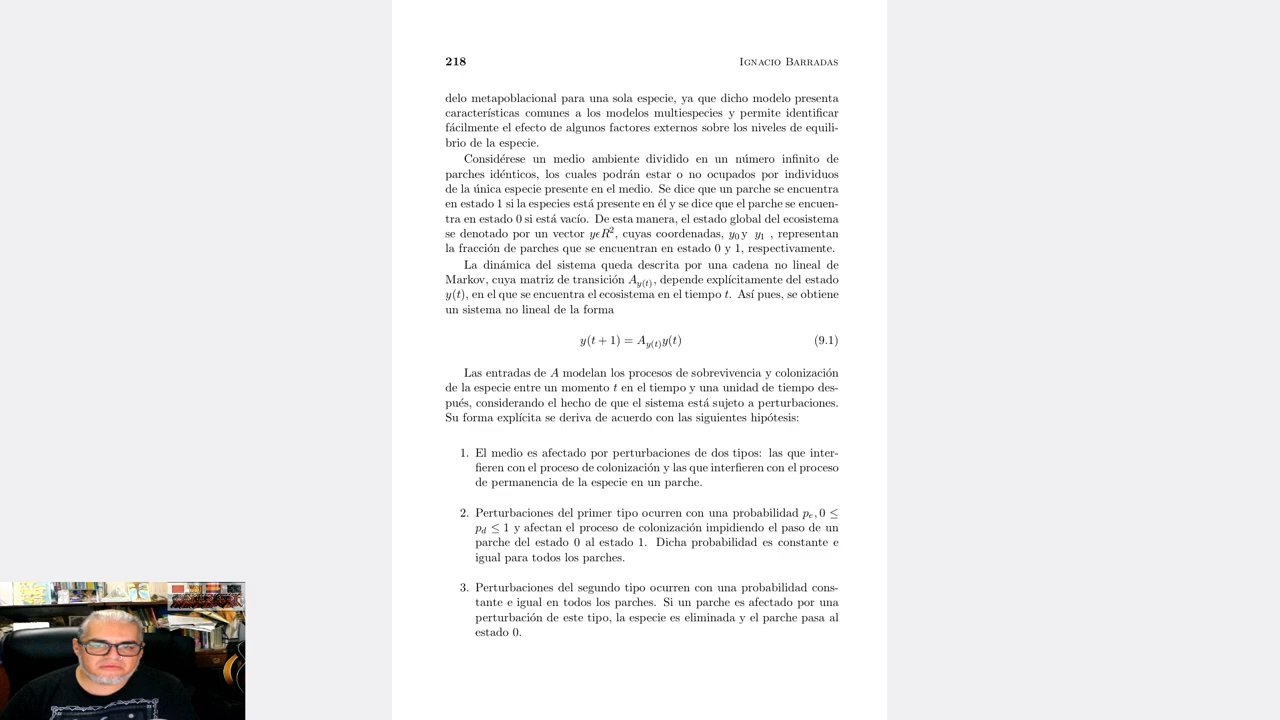 218 IGNACIO BARRADAS
delo metapoblacional para una sola especie, ya que dicho modelo presenta
características comunes a los modelos multiespecies y permite identificar
fácilmente el efecto de algunos factores externos sobre los niveles de equili-
brio de la especie.
Considérese un medio ambiente dividido en un número infinito de
parches idénticos, los cuales podrán estar o no ocupados por individuos
de la única especie presente en el medio. Se dice que un parche se encuentra
en estado 1 si la especies está presente en él y se dice que el parche se encuen-
tra en estado 0 si está vacío. De esta manera, el estado global del ecosistema
se denotado por un vector yϵR², cuyas coordenadas, y₀y y₁ , representan
la fracción de parches que se encuentran en estado 0 y 1, respectivamente.
La dinámica del sistema queda descrita por una cadena no lineal de
Markov, cuya matriz de transición A_{y(t)}, depende explícitamente del estado
y(t), en el que se encuentra el ecosistema en el tiempo t. Así pues, se obtiene
un sistema no lineal de la forma
y(t + 1) = A_{y(t)}y(t) (9.1)
Las entradas de A modelan los procesos de sobrevivencia y colonización
de la especie entre un momento t en el tiempo y una unidad de tiempo des-
pués, considerando el hecho de que el sistema está sujeto a perturbaciones.
Su forma explícita se deriva de acuerdo con las siguientes hipótesis:
1. El medio es afectado por perturbaciones de dos tipos: las que inter-
fieren con el proceso de colonización y las que interfieren con el proceso
de permanencia de la especie en un parche.
2. Perturbaciones del primer tipo ocurren con una probabilidad p_e, 0 ≤
p_d ≤ 1 y afectan el proceso de colonización impidiendo el paso de un
parche del estado 0 al estado 1. Dicha probabilidad es constante e
igual para todos los parches.
3. Perturbaciones del segundo tipo ocurren con una probabilidad cons-
tante e igual en todos los parches. Si un parche es afectado por una
perturbación de este tipo, la especie es eliminada y el parche pasa al
estado 0.